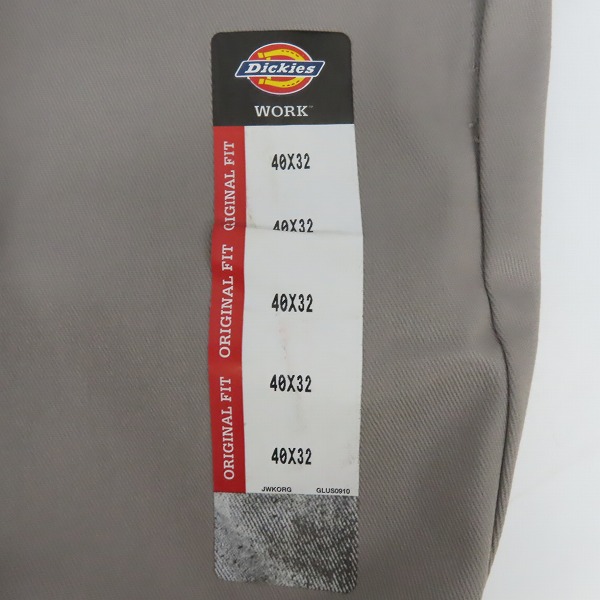 Dickies
WORK™
ORIGINAL FIT
40X32
40X32
ORIGINAL FIT
40X32
40X32
ORIGINAL FIT
40X32
JWKORG GLUS0910